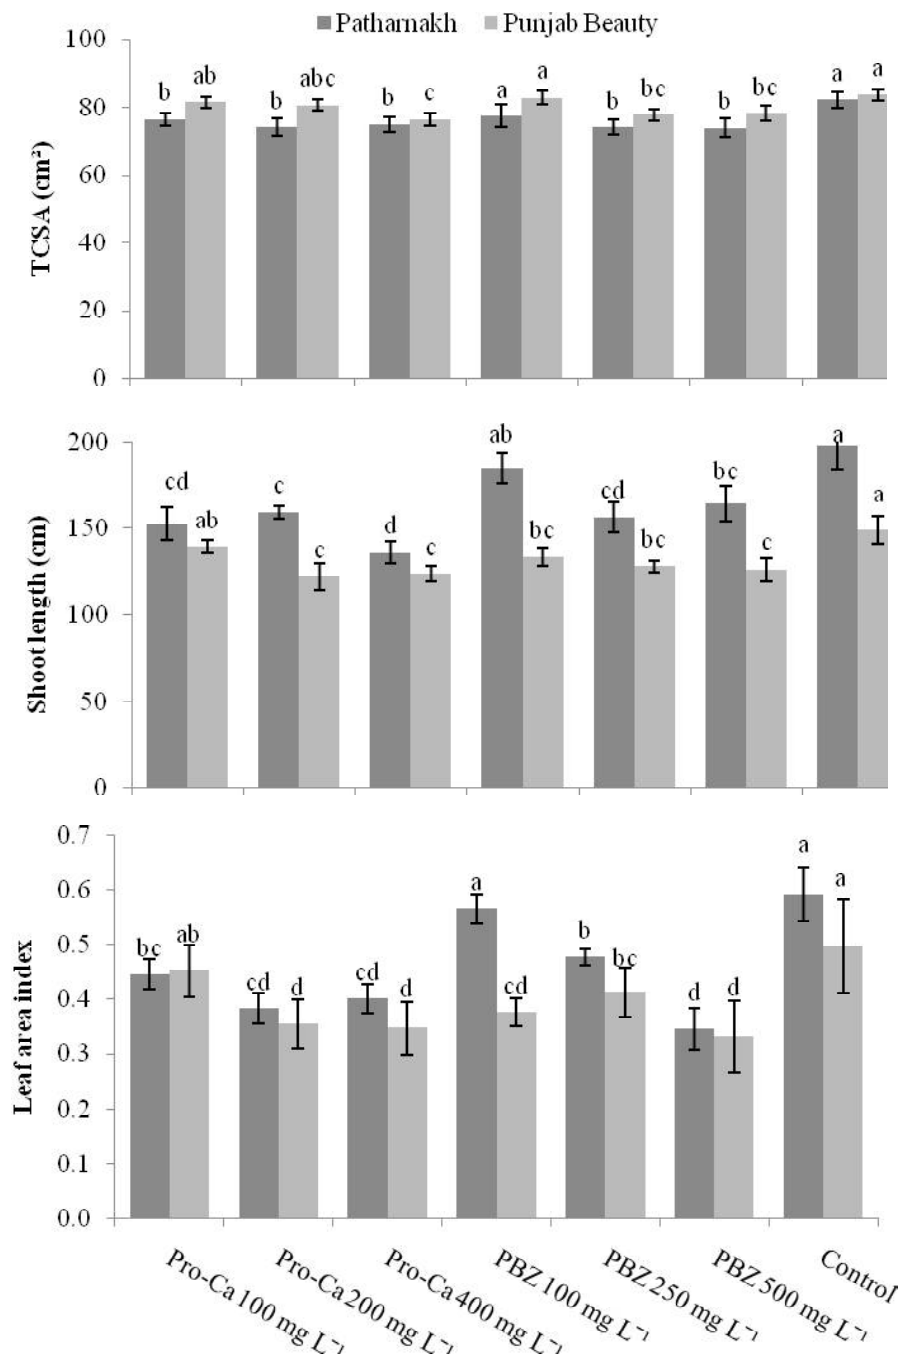 Patharnakh Punjab Beauty
TCSA (cm²)
100
80
60
40
20
0
b ab b abc b c a a b bc b bc a a
Shoot length (cm)
200
150
100
50
0
cd ab c c d c ab bc cd bc bc c a a
Leaf area index
0.7
0.6
0.5
0.4
0.3
0.2
0.1
0.0
bc ab cd d cd d a cd b bc d d a a
Pro-Ca 100 mg L⁻¹
Pro-Ca 200 mg L⁻¹
Pro-Ca 400 mg L⁻¹
PBZ 100 mg L⁻¹
PBZ 250 mg L⁻¹
PBZ 500 mg L⁻¹
Control